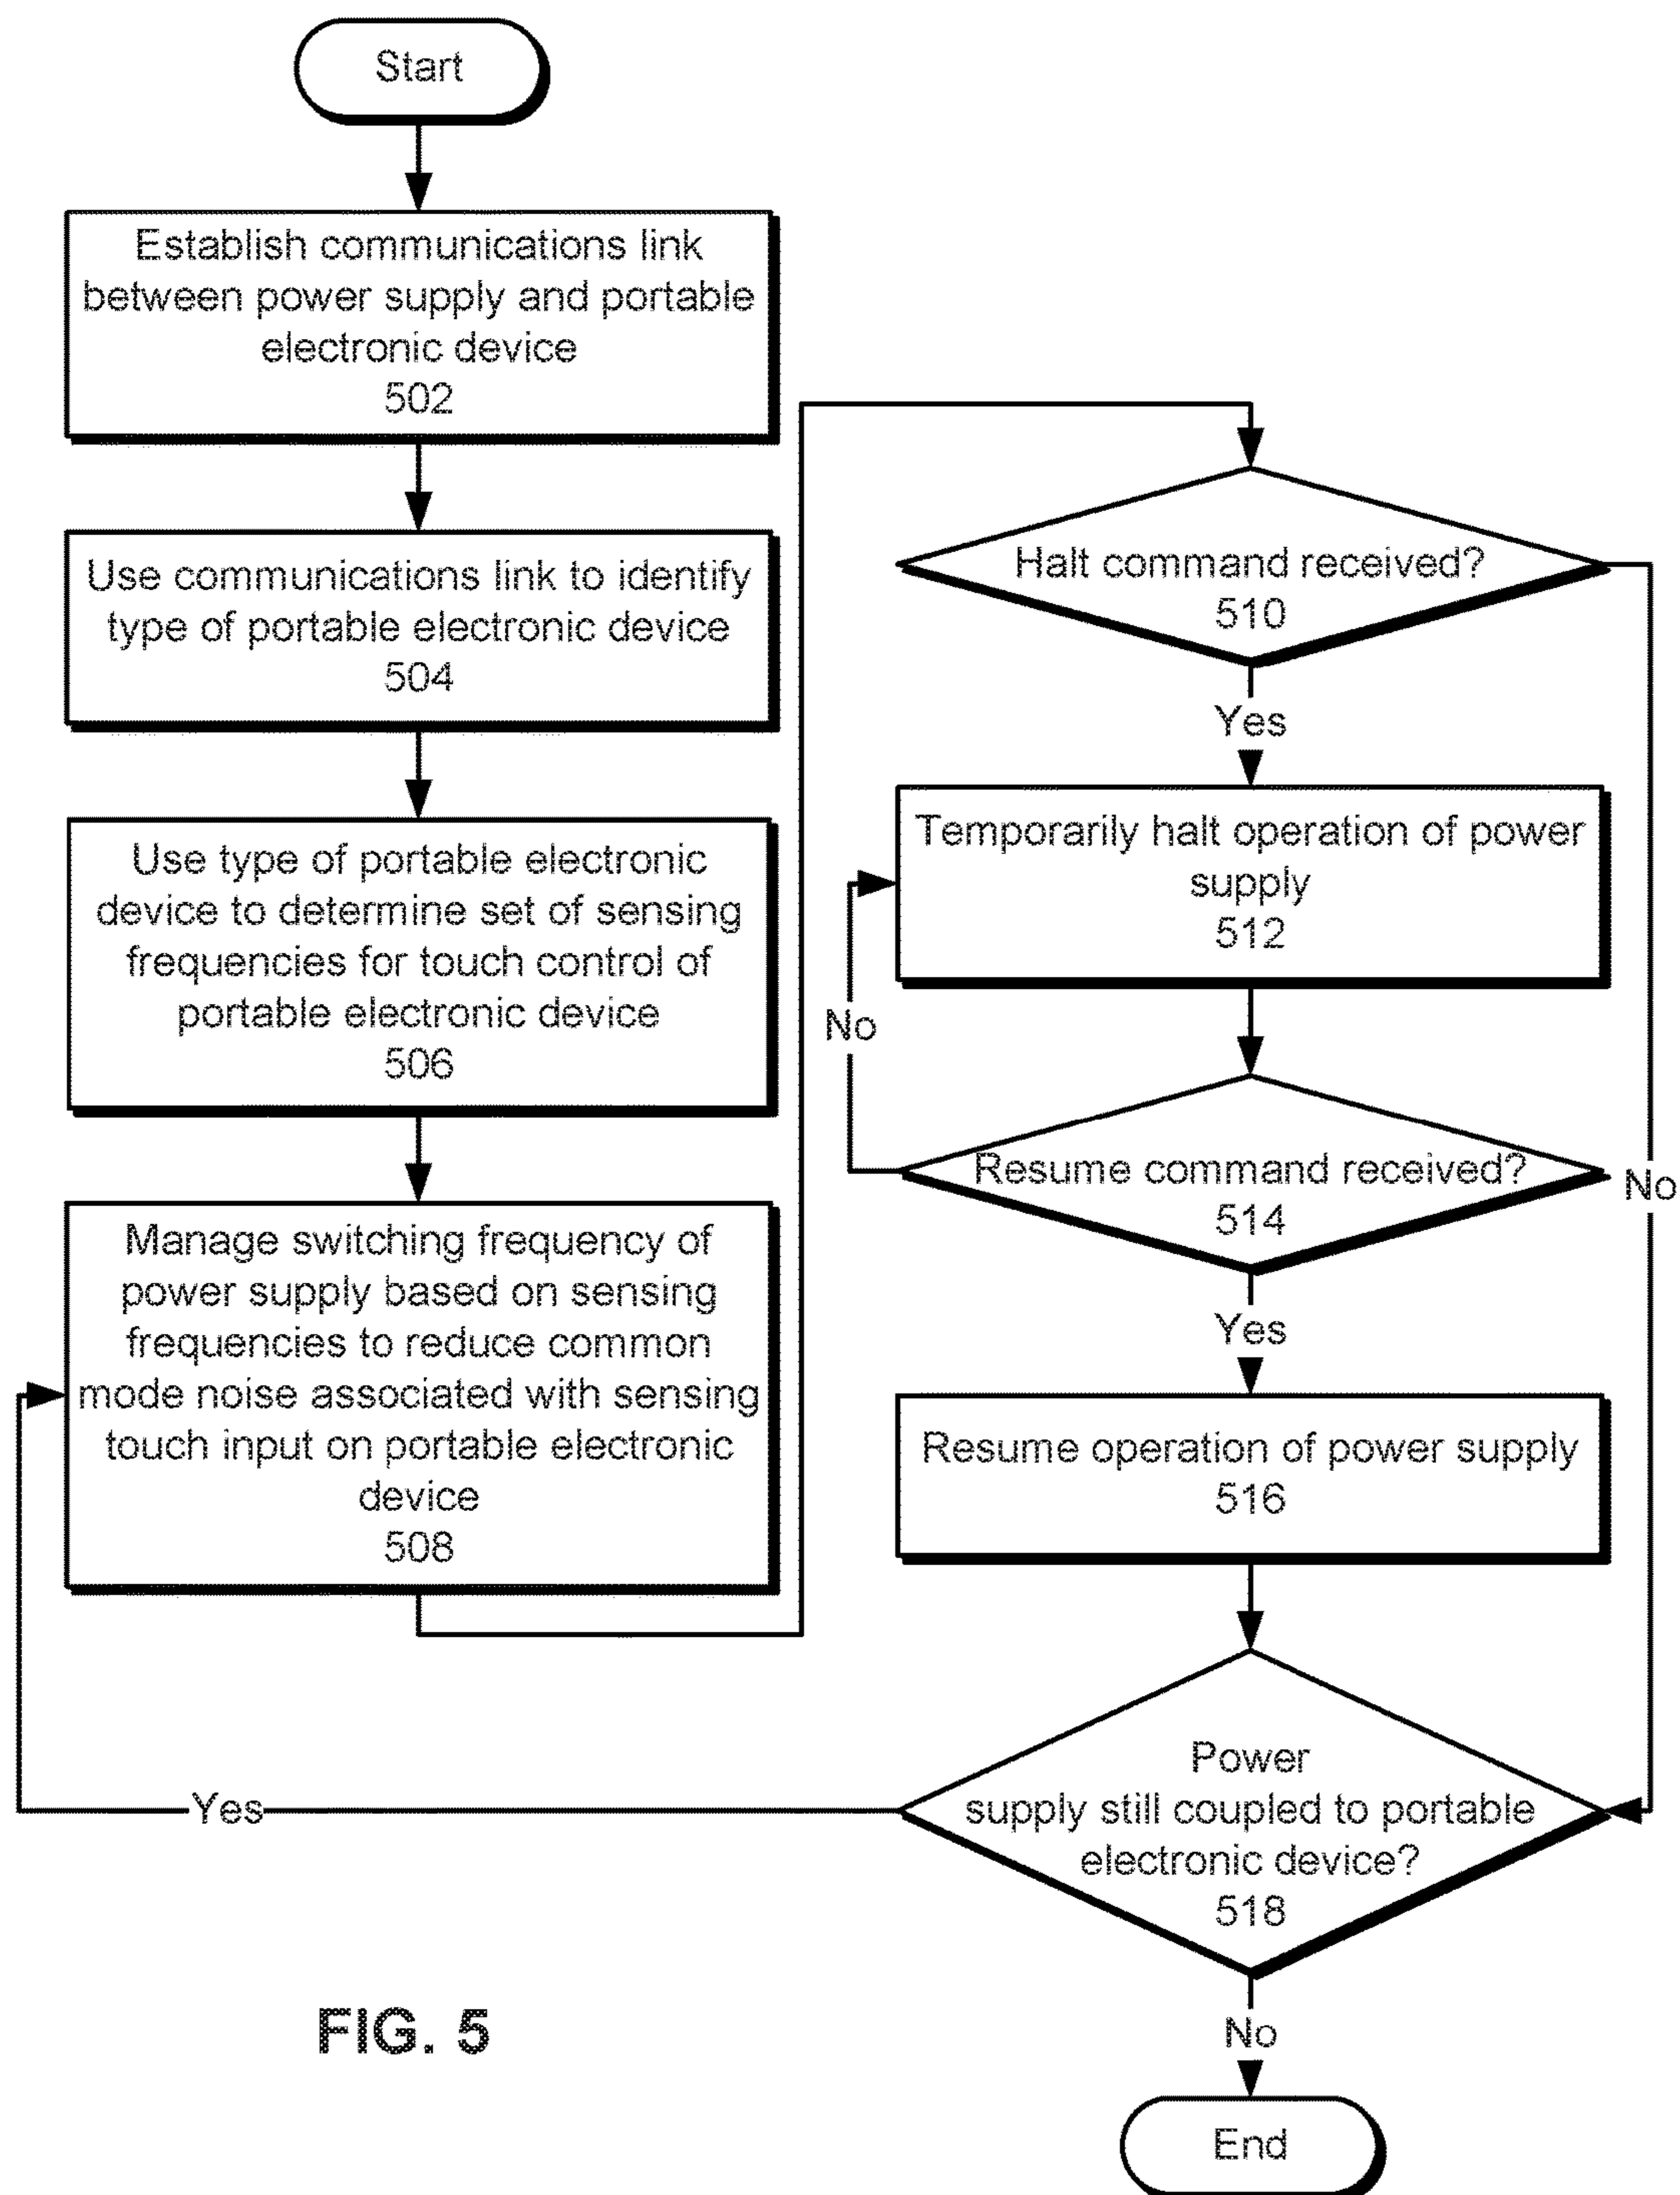 Start
Establish communications link
between power supply and portable
electronic device
502
Use communications link to identify
type of portable electronic device
504
Use type of portable electronic
device to determine set of sensing
frequencies for touch control of
portable electronic device
506
Manage switching frequency of
power supply based on sensing
frequencies to reduce common
mode noise associated with sensing
touch input on portable electronic
device
508
Halt command received?
510
Yes
No
Temporarily halt operation of power
supply
512
Resume command received?
514
No
Yes
Resume operation of power supply
516
Power
supply still coupled to portable
electronic device?
518
Yes
No
End
FIG. 5